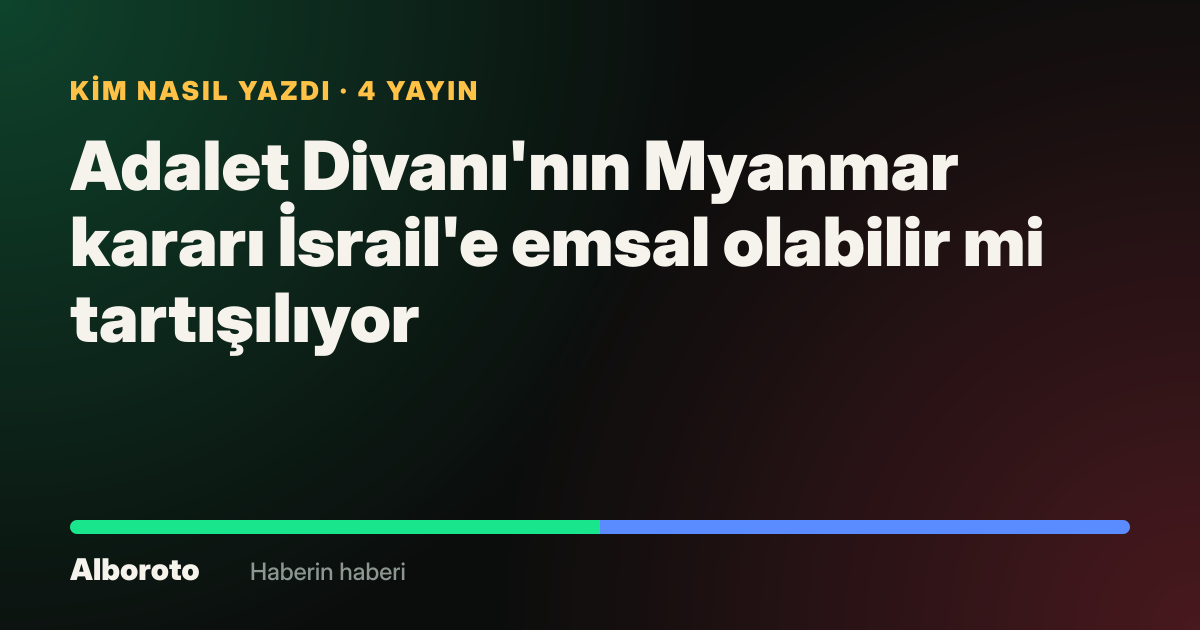 KİM NASIL YAZDI · 4 YAYIN
Adalet Divanı'nın Myanmar
kararı İsrail'e emsal olabilir mi
tartışılıyor
Alboroto
Haberin haberi